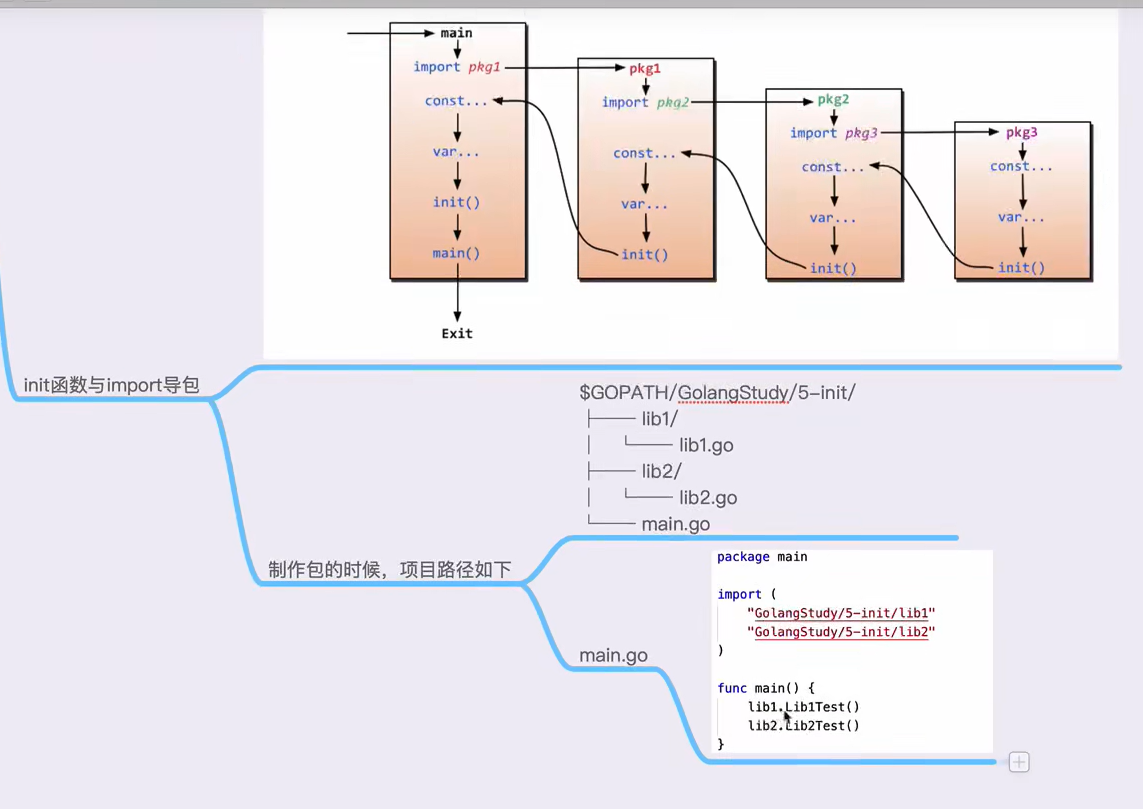 main
import pkg1
const...
var...
init()
main()
Exit
pkg1
import pkg2
const...
var...
init()
pkg2
import pkg3
const...
var...
init()
pkg3
const...
var...
init()
init函数与import导包
$GOPATH/GolangStudy/5-init/
├── lib1/
│   └── lib1.go
├── lib2/
│   └── lib2.go
└── main.go
制作包的时候，项目路径如下
main.go
package main
import (
"GolangStudy/5-init/lib1"
"GolangStudy/5-init/lib2"
)
func main() {
lib1.Lib1Test()
lib2.Lib2Test()
}